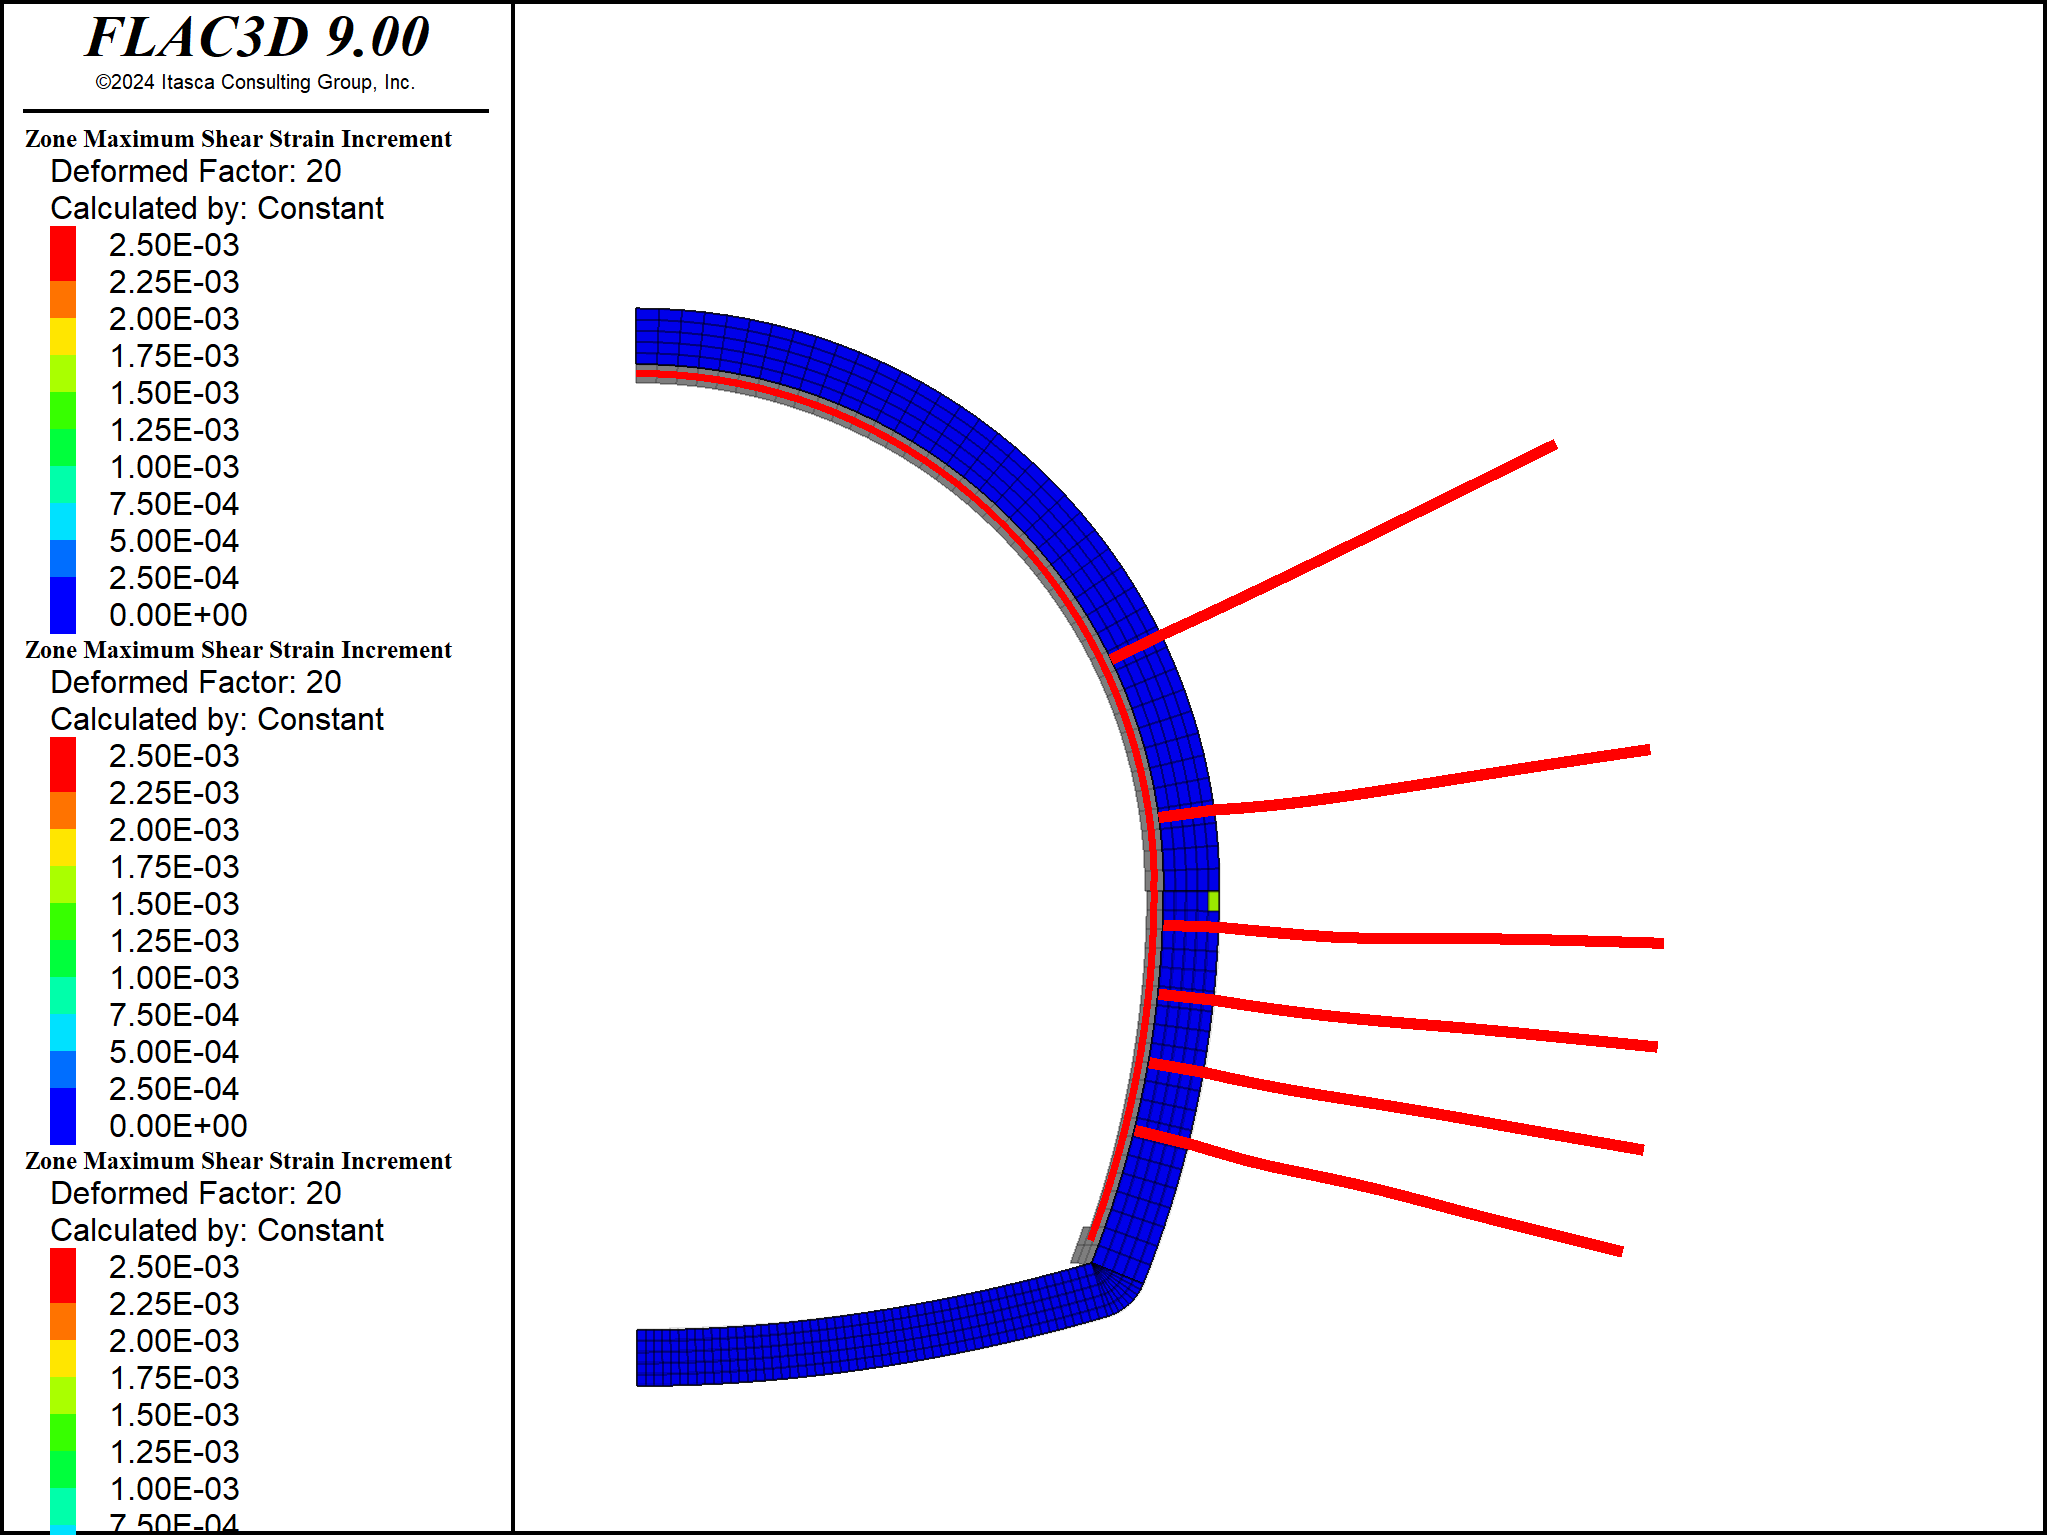 FLAC3D 9.00
©2024 Itasca Consulting Group, Inc.
Zone Maximum Shear Strain Increment
Deformed Factor: 20
Calculated by: Constant
2.50E-03
2.25E-03
2.00E-03
1.75E-03
1.50E-03
1.25E-03
1.00E-03
7.50E-04
5.00E-04
2.50E-04
0.00E+00
Zone Maximum Shear Strain Increment
Deformed Factor: 20
Calculated by: Constant
2.50E-03
2.25E-03
2.00E-03
1.75E-03
1.50E-03
1.25E-03
1.00E-03
7.50E-04
5.00E-04
2.50E-04
0.00E+00
Zone Maximum Shear Strain Increment
Deformed Factor: 20
Calculated by: Constant
2.50E-03
2.25E-03
2.00E-03
1.75E-03
1.50E-03
1.25E-03
1.00E-03
7.50E-04